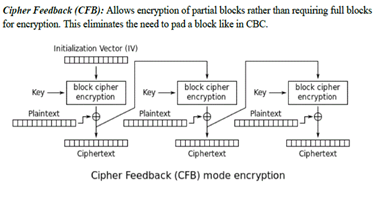 Cipher Feedback (CFB): Allows encryption of partial blocks rather than requiring full blocks
for encryption. This eliminates the need to pad a block like in CBC.
Initialization Vector (IV)
Key
block cipher
encryption
Key
block cipher
encryption
Key
block cipher
encryption
Plaintext
Plaintext
Plaintext
Ciphertext
Ciphertext
Ciphertext
Cipher Feedback (CFB) mode encryption